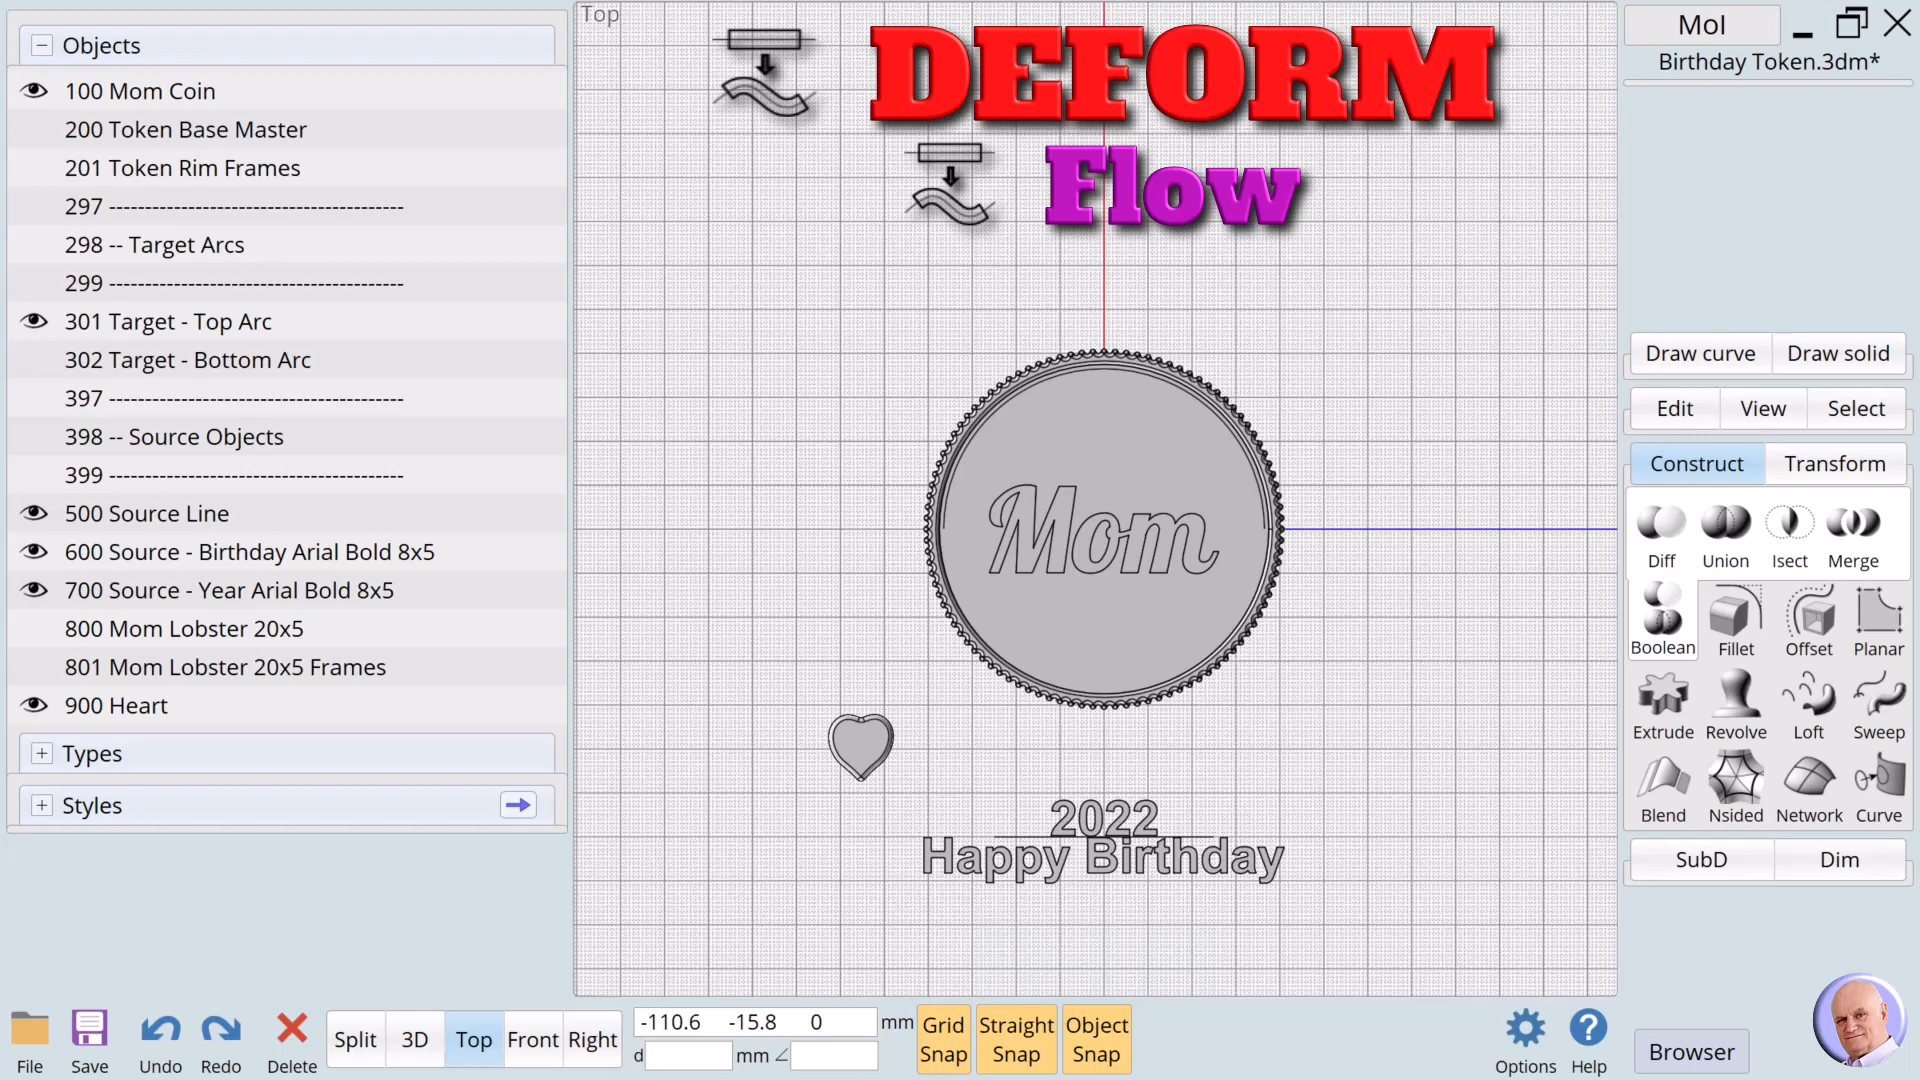 Objects
100 Mom Coin
200 Token Base Master
201 Token Rim Frames
297 -----------------------------------------
298 -- Target Arcs
299 -----------------------------------------
301 Target - Top Arc
302 Target - Bottom Arc
397 -----------------------------------------
398 -- Source Objects
399 -----------------------------------------
500 Source Line
600 Source - Birthday Arial Bold 8x5
700 Source - Year Arial Bold 8x5
800 Mom Lobster 20x5
801 Mom Lobster 20x5 Frames
900 Heart
Types
Styles
Top
DEFORM
Flow
Mom
2022
Happy Birthday
MoI
Birthday Token.3dm*
Draw curve Draw solid
Edit View Select
Construct Transform
Diff Union Isect Merge
Boolean Fillet Offset Planar
Extrude Revolve Loft Sweep
Blend Nsided Network Curve
SubD Dim
File Save Undo Redo Delete
Split 3D Top Front Right
-110.6 -15.8 0 mm
d mm
Grid Snap
Straight Snap
Object Snap
Options Help
Browser